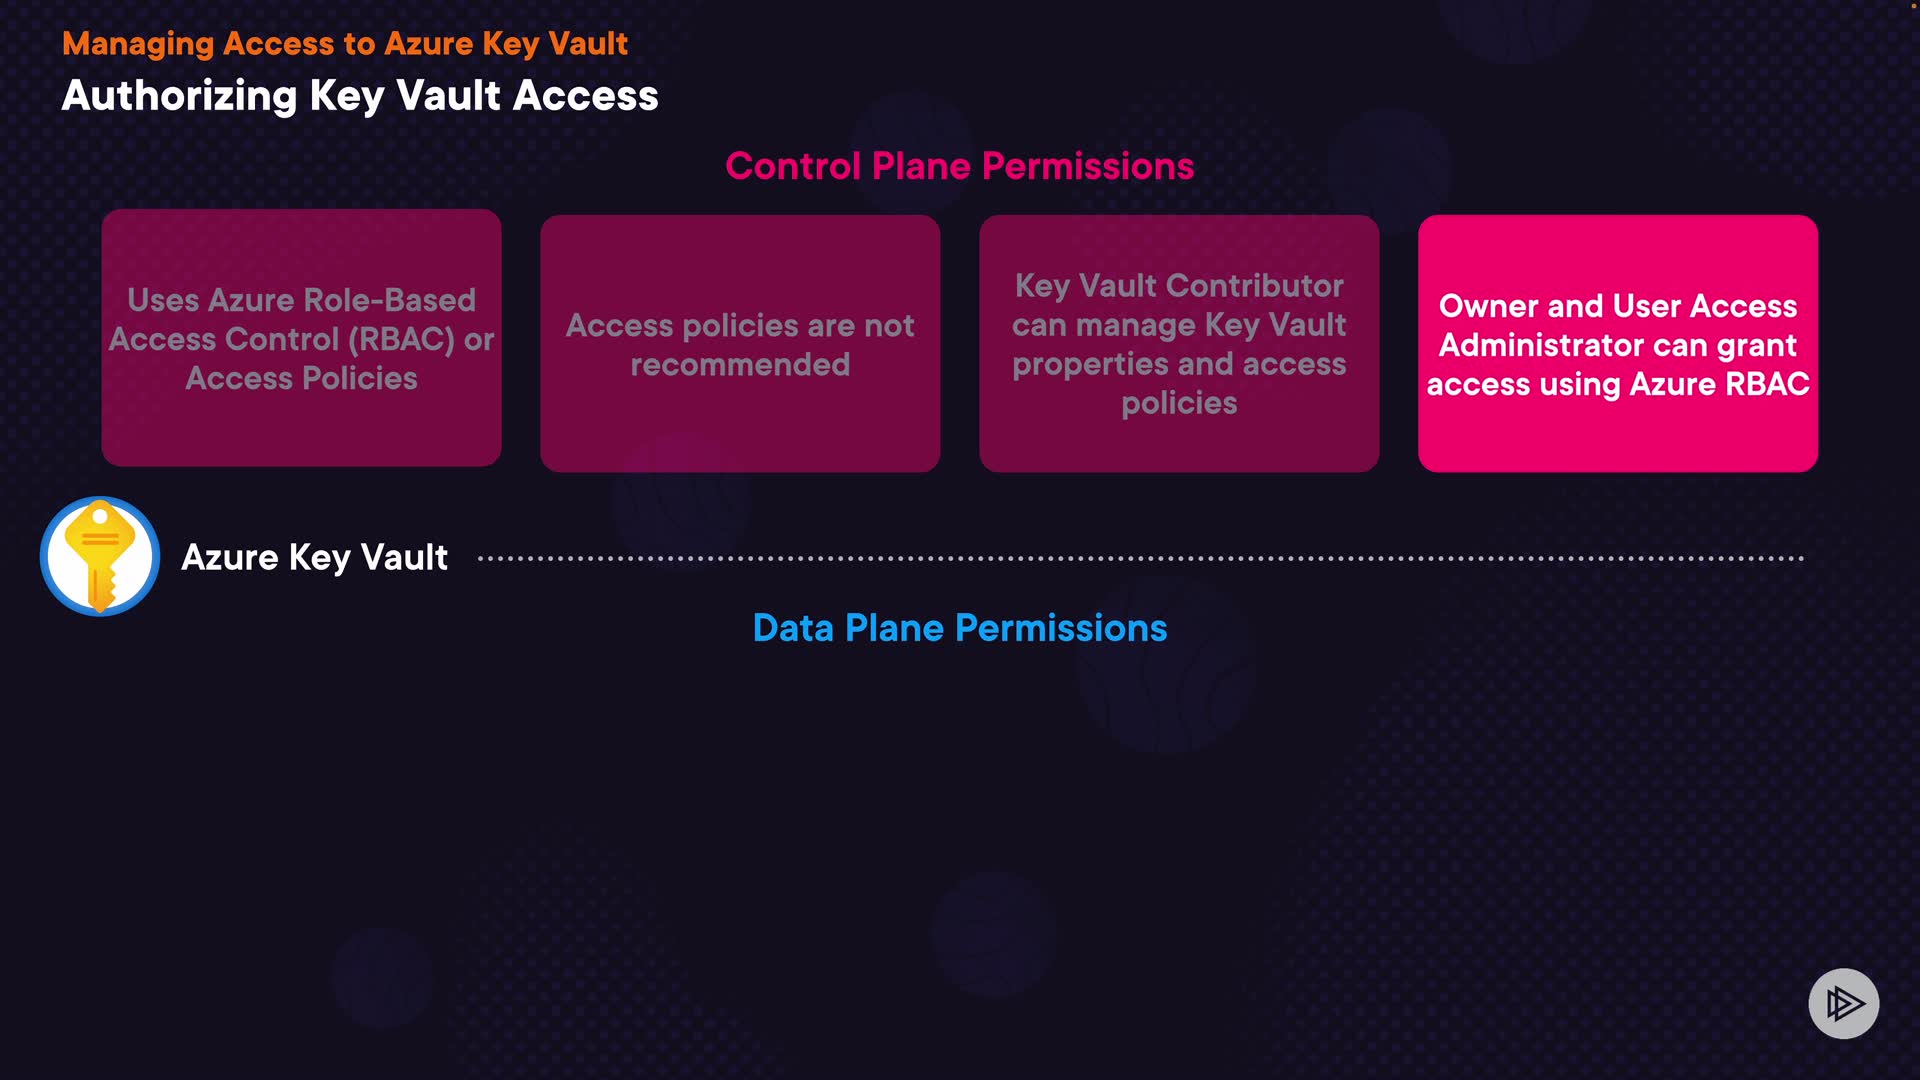 Managing Access to Azure Key Vault
Authorizing Key Vault Access
Control Plane Permissions
Uses Azure Role-Based
Access Control (RBAC) or
Access Policies
Access policies are not
recommended
Key Vault Contributor
can manage Key Vault
properties and access
policies
Owner and User Access
Administrator can grant
access using Azure RBAC
Azure Key Vault
Data Plane Permissions